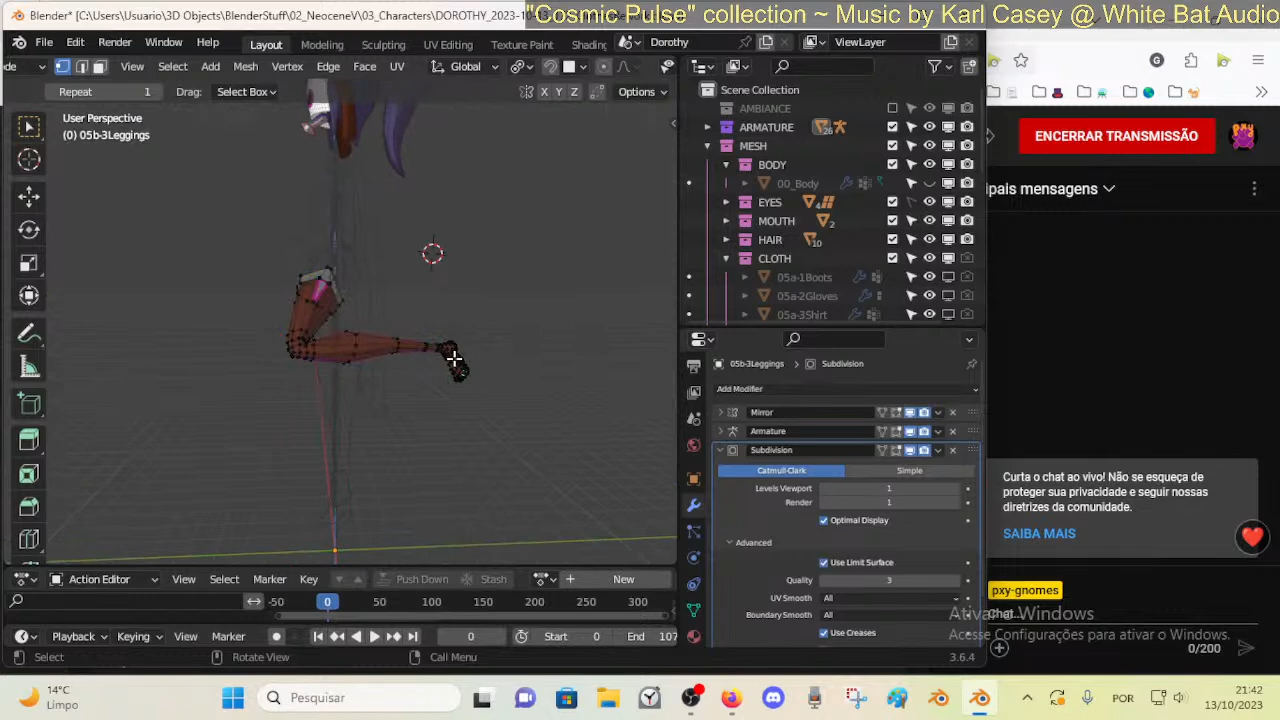 "Cosmic Pulse" collection ~ Music by Karl Casey @ White Bat Audio
Blender* [C:\Users\Usuario\3D Objects\BlenderStuff\02_NeoceneV\03_Characters\DOROTHY_2023-10-
File Edit Render Window Help Layout Modeling Sculpting UV Editing Texture Paint Shading Dorothy ViewLayer
View Select Add Mesh Vertex Edge Face UV Global
Repeat 1 Drag: Select Box X Y Z Options
User Perspective
(0) 05b-3Leggings
Scene Collection
AMBIANCE
ARMATURE 26
MESH
BODY
00_Body
EYES 4
MOUTH 2
HAIR 10
CLOTH
05a-1Boots
05a-2Gloves
05a-3Shirt
05b-3Leggings > Subdivision
Add Modifier
Mirror
Armature
Subdivision
Catmull-Clark Simple
Levels Viewport 1
Render 1
Optimal Display
Advanced
Use Limit Surface
Quality 3
UV Smooth All
Boundary Smooth All
Use Creases
Action Editor View Select Marker Key Push Down Stash New
-50 0 50 100 150 200 250 300
Playback Keying View Marker 0 Start 0 End 107
Select Rotate View Call Menu 3.6.4
G
ENCERRAR TRANSMISSÃO
ipais mensagens
Curta o chat ao vivo! Não se esqueça de
proteger sua privacidade e seguir nossas
diretrizes da comunidade.
SAIBA MAIS
pxy-gnomes
Chat...
0/200
Ativar o Windows
Acesse Configurações para ativar o Windows.
14°C
Limpo
Pesquisar
POR
21:42
13/10/2023